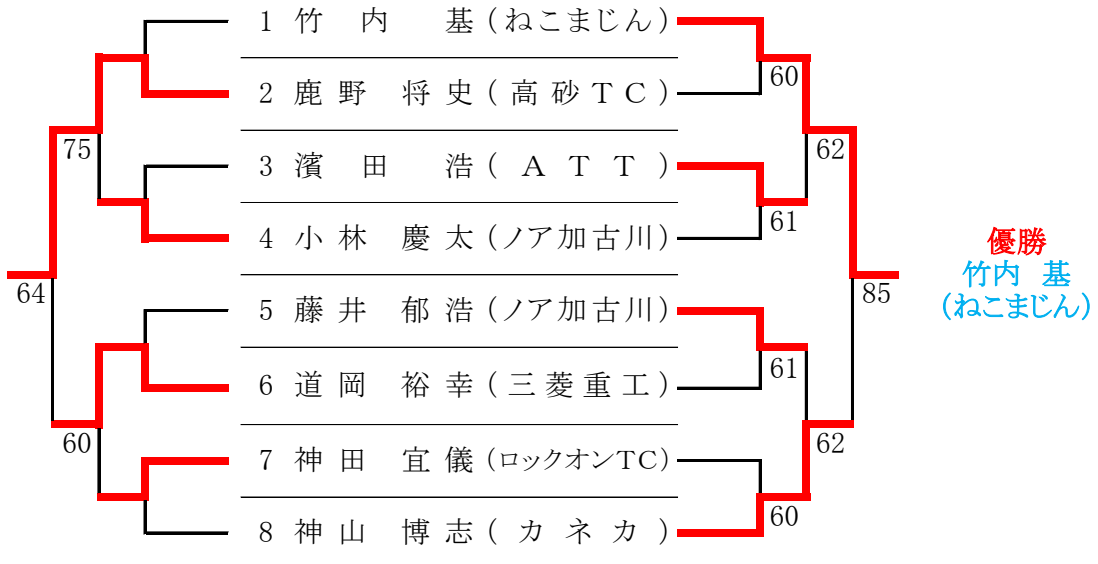 1 竹内 基 (ねこまじん)
60
2 鹿野 将史 (高砂TC)
75
62
3 濱田 浩 (ATT)
61
4 小林 慶太 (ノア加古川)
優勝
竹内 基
(ねこまじん)
64
85
5 藤井 郁浩 (ノア加古川)
61
6 道岡 裕幸 (三菱重工)
60
62
7 神田 宜儀 (ロックオンTC)
60
8 神山 博志 (カネカ)